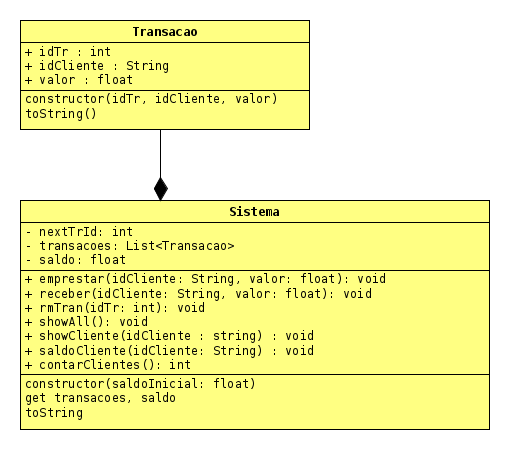 Transacao
+ idTr : int
+ idCliente : String
+ valor : float
constructor(idTr, idCliente, valor)
toString()
Sistema
- nextTrId: int
- transacoes: List<Transacao>
- saldo: float
+ emprestar(idCliente: String, valor: float): void
+ receber(idCliente: String, valor: float): void
+ rmTran(idTr: int): void
+ showAll(): void
+ showCliente(idCliente : string) : void
+ saldoCliente(idCliente: String) : void
+ contarClientes(): int
constructor(saldoInicial: float)
get transacoes, saldo
toString